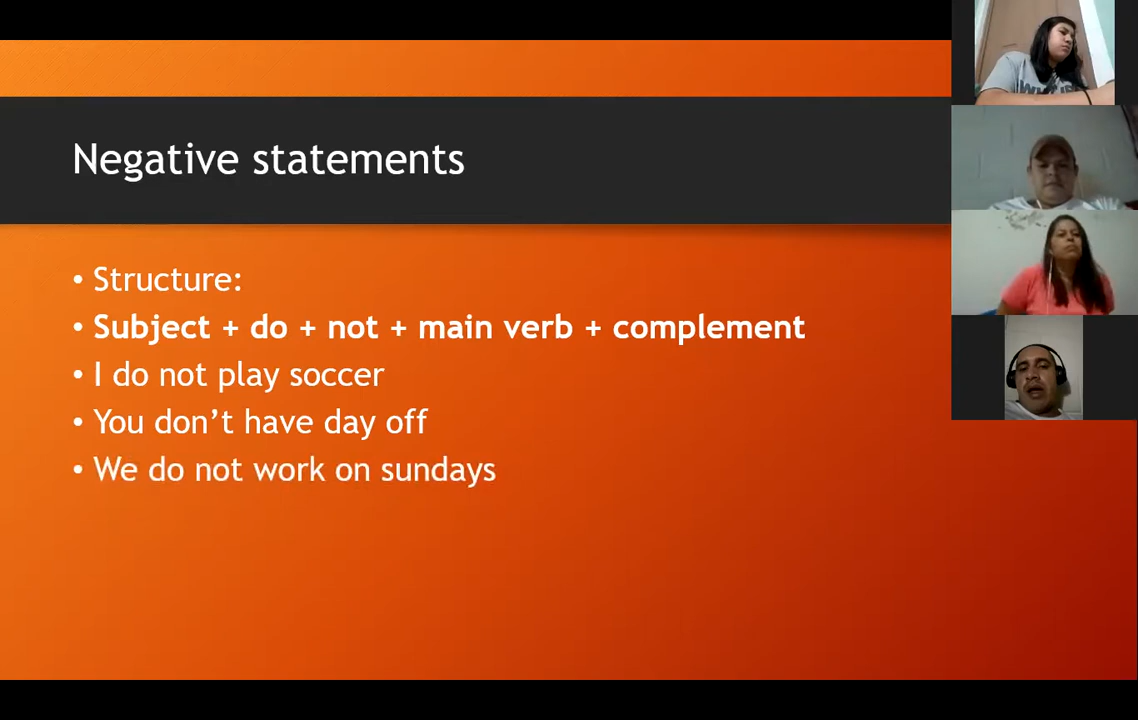 Negative statements
• Structure:
• Subject + do + not + main verb + complement
• I do not play soccer
• You don’t have day off
• We do not work on sundays